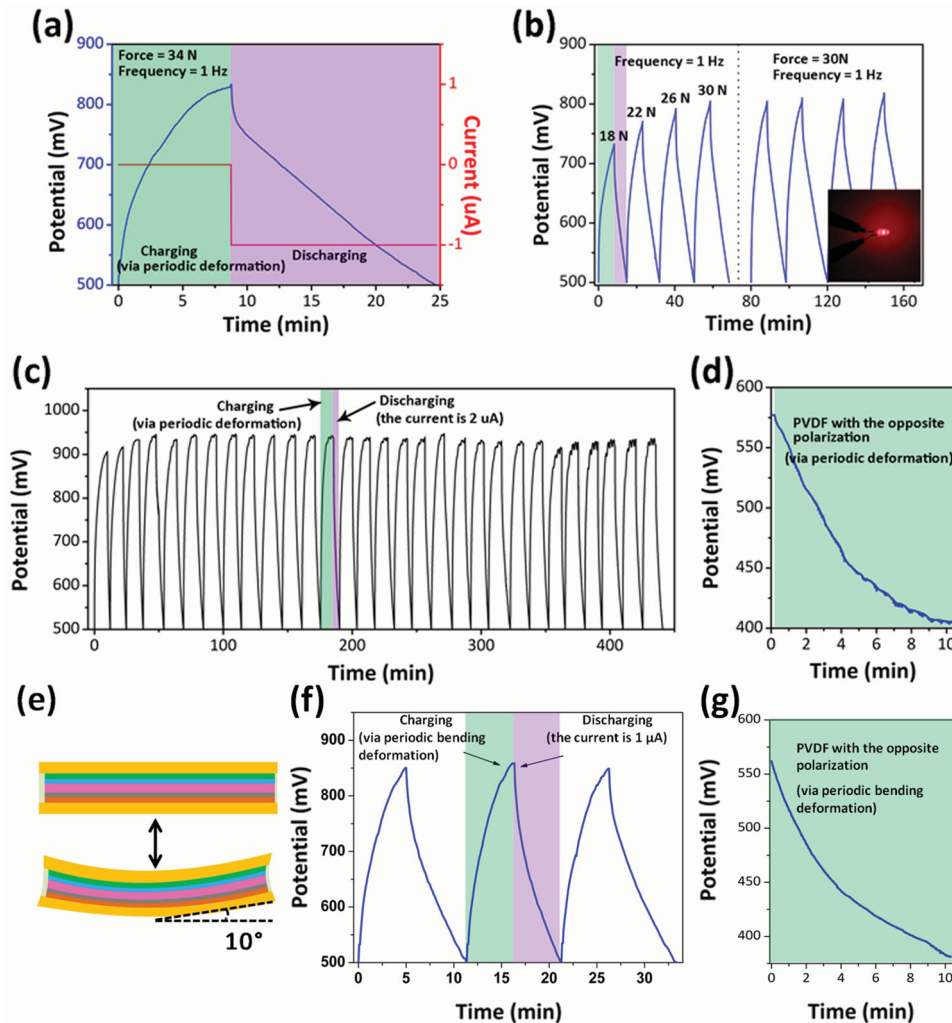 (a)
900
800
700
600
500
Potential (mV)
Force = 34 N
Frequency = 1 Hz
Charging
(via periodic deformation)
Discharging
1
0
-1
Current (uA)
0 5 10 15 20 25
Time (min)
(b)
900
800
700
600
500
Potential (mV)
Frequency = 1 Hz
Force = 30N
Frequency = 1 Hz
18 N
22 N
26 N
30 N
0 40 80 120 160
Time (min)
(c)
1000
900
800
700
600
500
Potential (mV)
Charging
(via periodic deformation)
Discharging
(the current is 2 uA)
0 100 200 300 400
Time (min)
(d)
600
550
500
450
400
Potential (mV)
PVDF with the opposite
polarization
(via periodic deformation)
0 2 4 6 8 10
Time (min)
(e)
10°
(f)
900
800
700
600
500
Potential (mV)
Charging
(via periodic bending
deformation)
Discharging
(the current is 1 µA)
0 5 10 15 20 25 30
Time (min)
(g)
600
550
500
450
400
Potential (mV)
PVDF with the opposite
polarization
(via periodic bending
deformation)
0 2 4 6 8 10
Time (min)